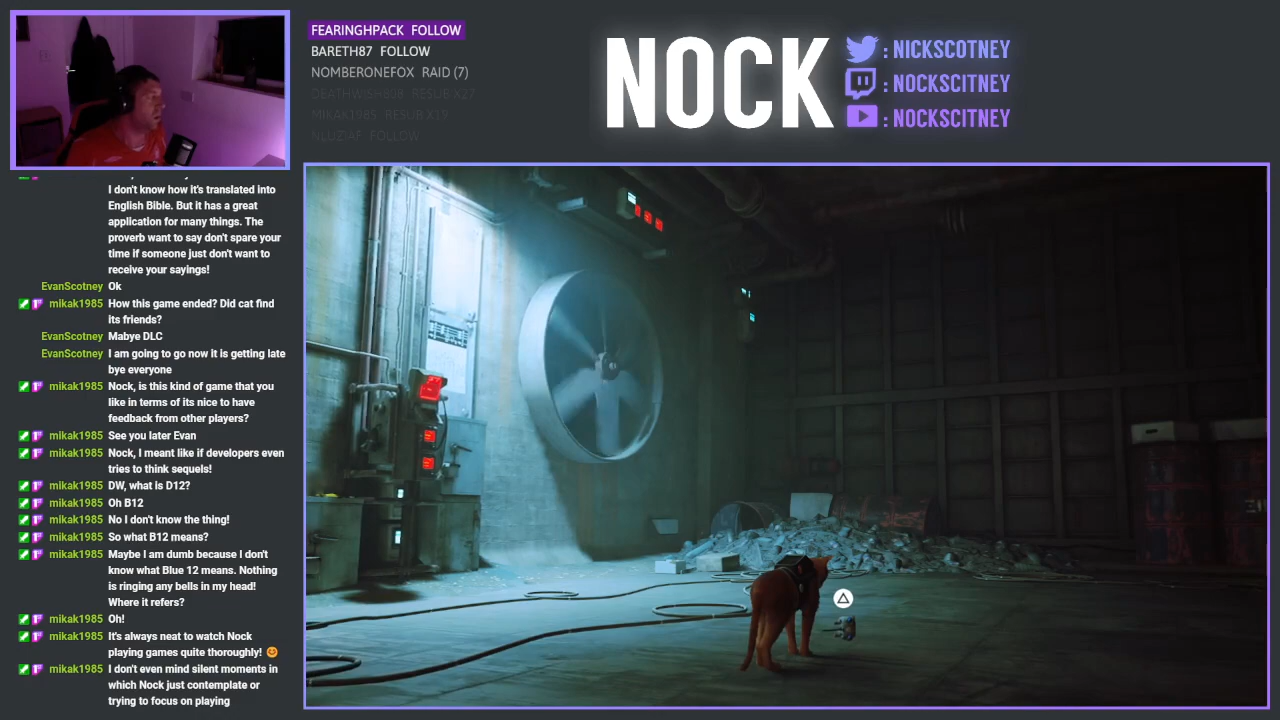 FEARINGHPACK FOLLOW
BARETH87 FOLLOW
NOMBERONEFOX RAID (7)
DEATHWISH808 RESUB X27
MIKAK1985 RESUB X19
NLUZIAF FOLLOW
NOCK
: NICKSCOTNEY
: NOCKSCITNEY
: NOCKSCITNEY
I don't know how it's translated into
English Bible. But it has a great
application for many things. The
proverb want to say don't spare your
time if someone just don't want to
receive your sayings!
EvanScotney Ok
mikak1985 How this game ended? Did cat find
its friends?
EvanScotney Mabye DLC
EvanScotney I am going to go now it is getting late
bye everyone
mikak1985 Nock, is this kind of game that you
like in terms of its nice to have
feedback from other players?
mikak1985 See you later Evan
mikak1985 Nock, I meant like if developers even
tries to think sequels!
mikak1985 DW, what is D12?
mikak1985 Oh B12
mikak1985 No I don't know the thing!
mikak1985 So what B12 means?
mikak1985 Maybe I am dumb because I don't
know what Blue 12 means. Nothing
is ringing any bells in my head!
Where it refers?
mikak1985 Oh!
mikak1985 It's always neat to watch Nock
playing games quite thoroughly! 😊
mikak1985 I don't even mind silent moments in
which Nock just contemplate or
trying to focus on playing